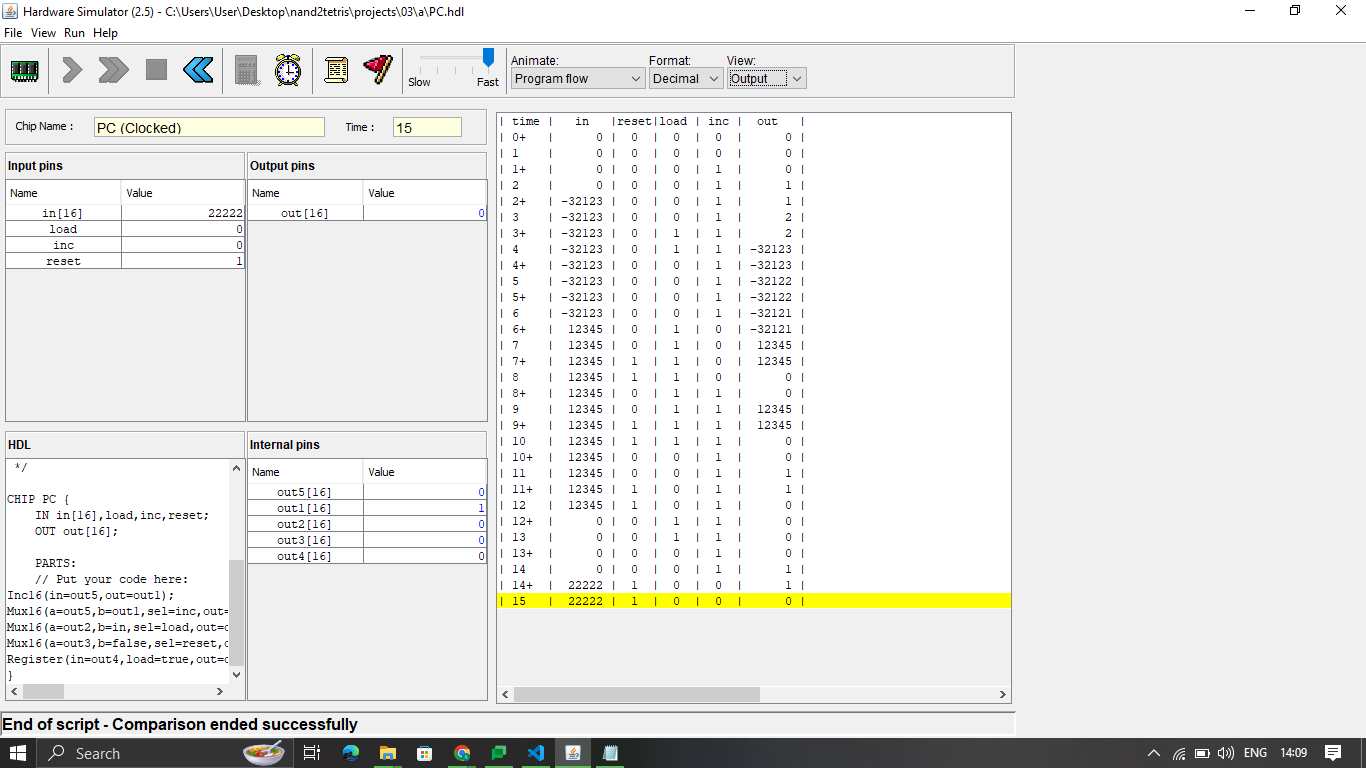 Hardware Simulator (2.5) - C:\Users\User\Desktop\nand2tetris\projects\03\a\PC.hdl
File View Run Help
Slow Fast
Animate: Format: View:
Program flow Decimal Output
Chip Name : PC (Clocked) Time : 15
Input pins
Name Value
in[16] 22222
load 0
inc 0
reset 1
Output pins
Name Value
out[16] 0
HDL
*/
CHIP PC {
IN in[16],load,inc,reset;
OUT out[16];
PARTS:
// Put your code here:
Inc16(in=out5,out=out1);
Mux16(a=out5,b=out1,sel=inc,out=
Mux16(a=out2,b=in,sel=load,out=
Mux16(a=out3,b=false,sel=reset,
Register(in=out4,load=true,out=
}
Internal pins
Name Value
out5[16] 0
out1[16] 1
out2[16] 0
out3[16] 0
out4[16] 0
| time | in |reset|load | inc | out |
| 0+ | 0 | 0 | 0 | 0 | 0 |
| 1 | 0 | 0 | 0 | 0 | 0 |
| 1+ | 0 | 0 | 0 | 1 | 0 |
| 2 | 0 | 0 | 0 | 1 | 1 |
| 2+ | -32123 | 0 | 0 | 1 | 1 |
| 3 | -32123 | 0 | 0 | 1 | 2 |
| 3+ | -32123 | 0 | 1 | 1 | 2 |
| 4 | -32123 | 0 | 1 | 1 | -32123 |
| 4+ | -32123 | 0 | 0 | 1 | -32123 |
| 5 | -32123 | 0 | 0 | 1 | -32122 |
| 5+ | -32123 | 0 | 0 | 1 | -32122 |
| 6 | -32123 | 0 | 0 | 1 | -32121 |
| 6+ | 12345 | 0 | 1 | 0 | -32121 |
| 7 | 12345 | 0 | 1 | 0 | 12345 |
| 7+ | 12345 | 1 | 1 | 0 | 12345 |
| 8 | 12345 | 1 | 1 | 0 | 0 |
| 8+ | 12345 | 0 | 1 | 1 | 0 |
| 9 | 12345 | 0 | 1 | 1 | 12345 |
| 9+ | 12345 | 1 | 1 | 1 | 12345 |
| 10 | 12345 | 1 | 1 | 1 | 0 |
| 10+ | 12345 | 0 | 0 | 1 | 0 |
| 11 | 12345 | 0 | 0 | 1 | 1 |
| 11+ | 12345 | 1 | 0 | 1 | 1 |
| 12 | 12345 | 1 | 0 | 1 | 0 |
| 12+ | 0 | 0 | 1 | 1 | 0 |
| 13 | 0 | 0 | 1 | 1 | 0 |
| 13+ | 0 | 0 | 0 | 1 | 0 |
| 14 | 0 | 0 | 0 | 1 | 1 |
| 14+ | 22222 | 1 | 0 | 0 | 1 |
| 15 | 22222 | 1 | 0 | 0 | 0 |
End of script - Comparison ended successfully
Search ENG 14:09